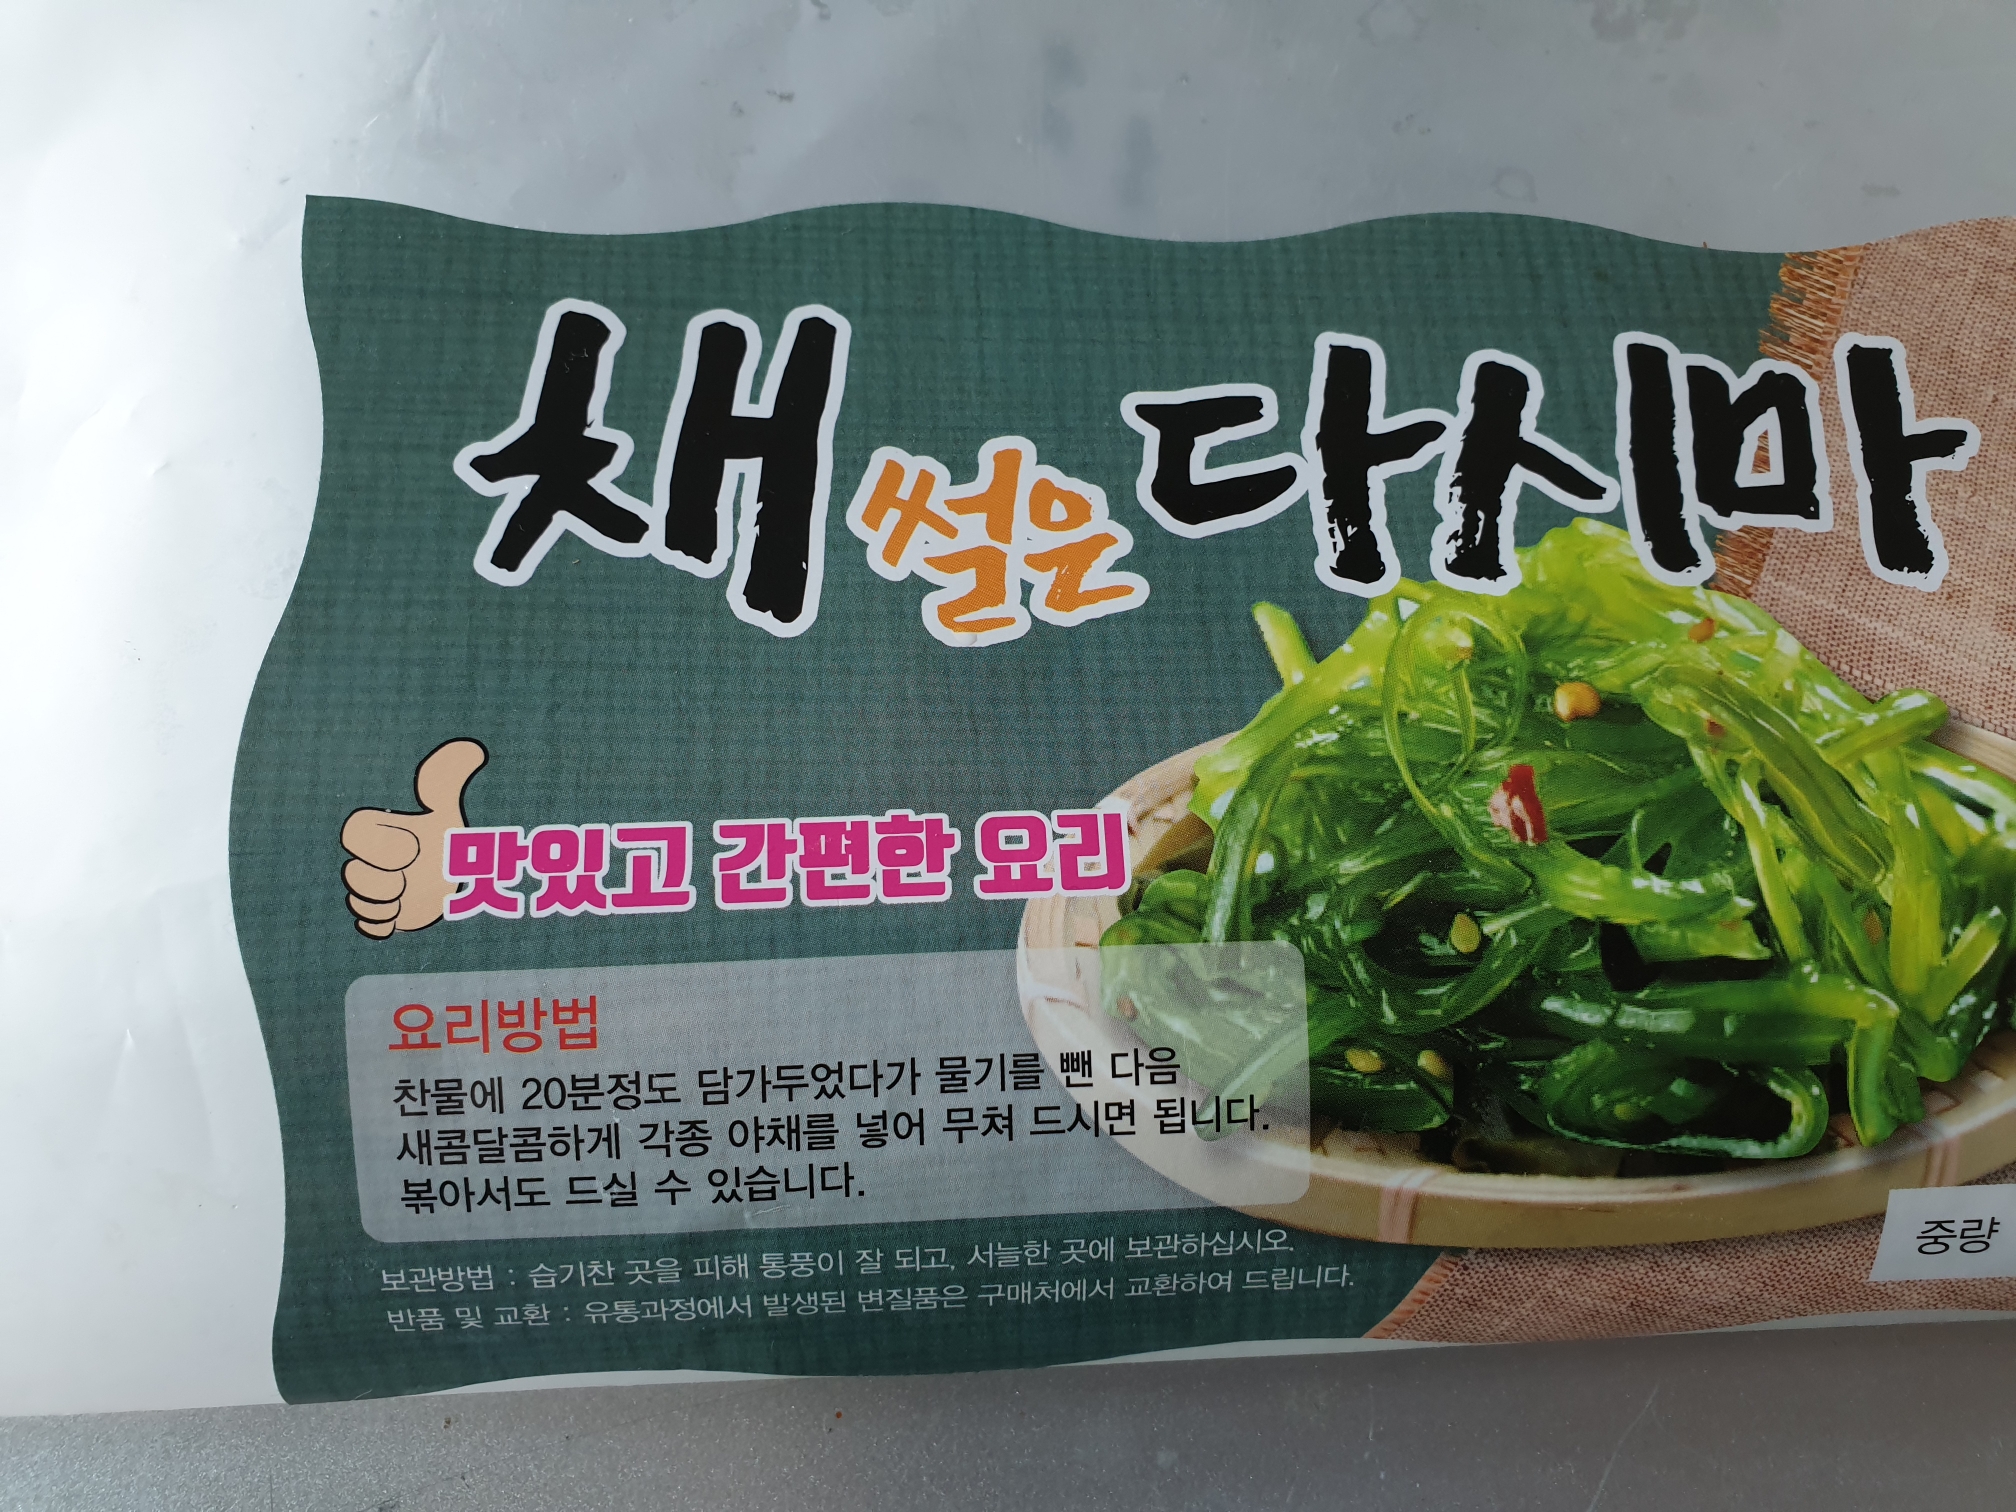 채 썲은 다시마
맛있고 간편한 요리
요리방법
찬물에 20분정도 담가두었다가 물기를 뺀 다음
새콤달콤하게 각종 야채를 넣어 무쳐 드시면 됩니다.
볶아서도 드실 수 있습니다.
보관방법 : 습기찬 곳을 피해 통풍이 잘 되고, 서늘한 곳에 보관하십시오.
반품 및 교환 : 유통과정에서 발생된 변질품은 구매처에서 교환하여 드립니다.
중량